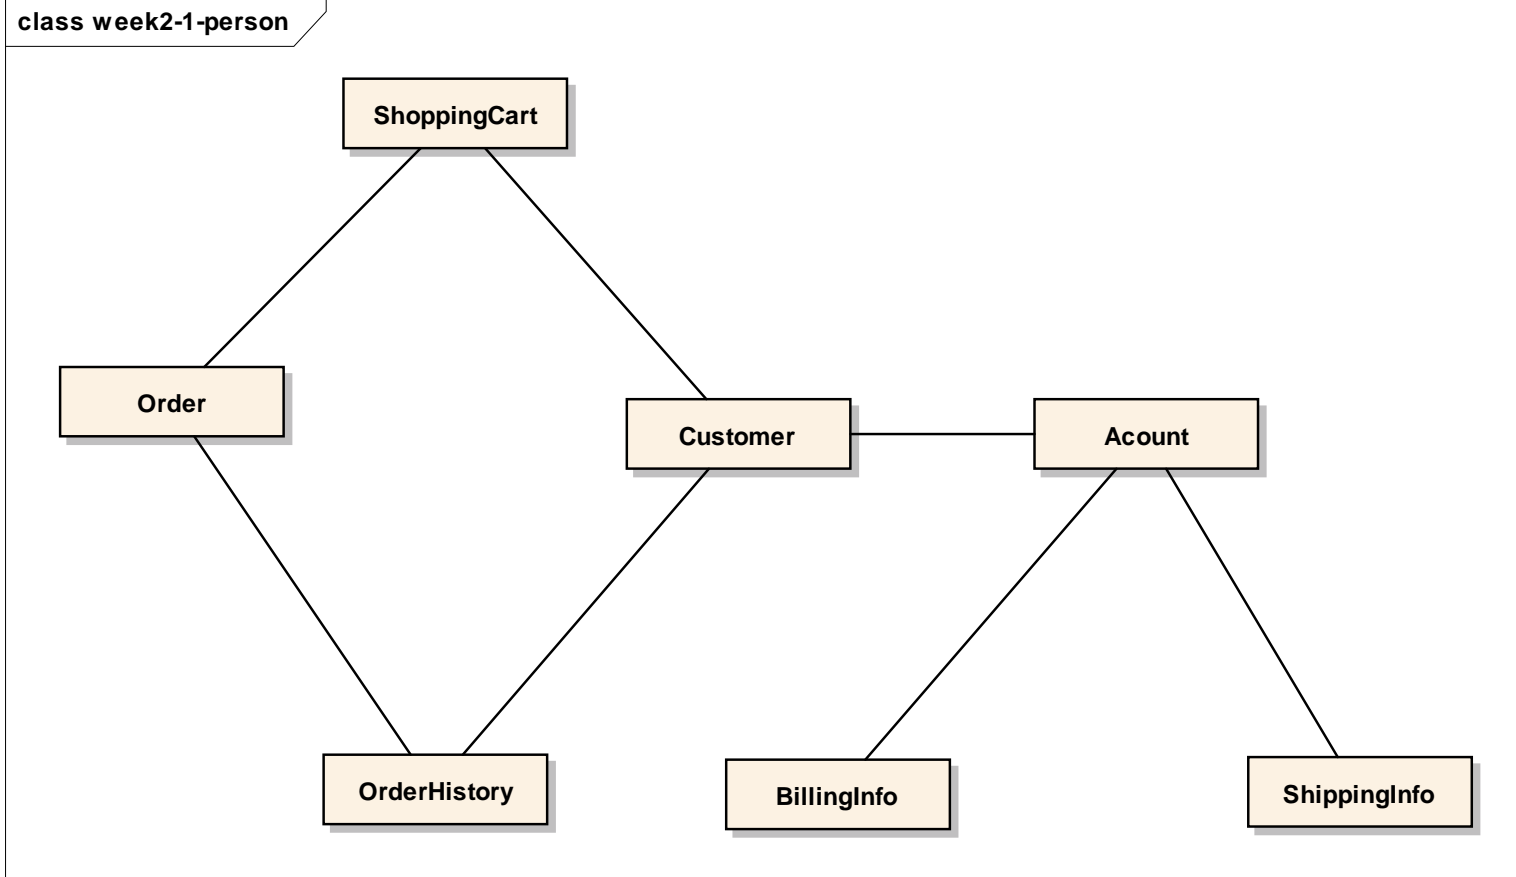 class week2-1-person
ShoppingCart
Order
Customer
Acount
OrderHistory
BillingInfo
ShippingInfo